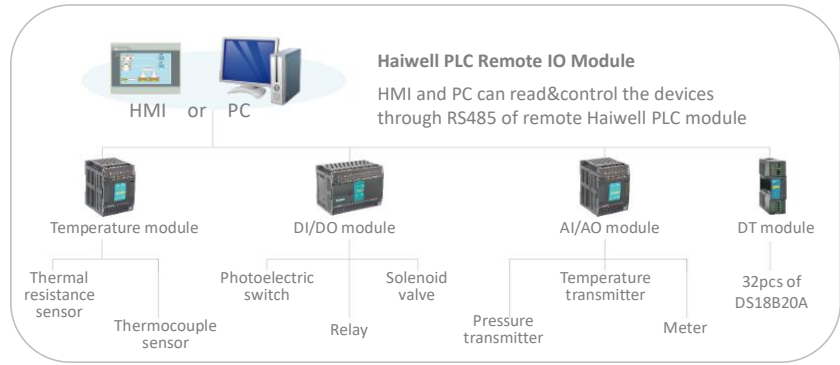 Haiwell PLC Remote IO Module
HMI and PC can read&control the devices
through RS485 of remote Haiwell PLC module
HMI or PC
Temperature module
DI/DO module
AI/AO module
DT module
Thermal
resistance
sensor
Thermocouple
sensor
Photoelectric
switch
Relay
Solenoid
valve
Pressure
transmitter
Temperature
transmitter
Meter
32pcs of
DS18B20A